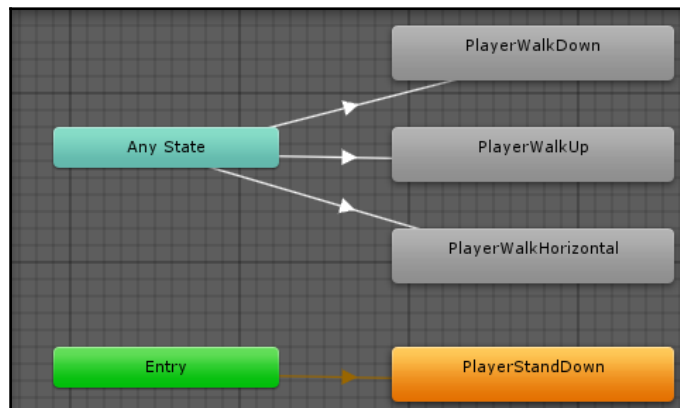 PlayerWalkDown
Any State
PlayerWalkUp
PlayerWalkHorizontal
Entry
PlayerStandDown